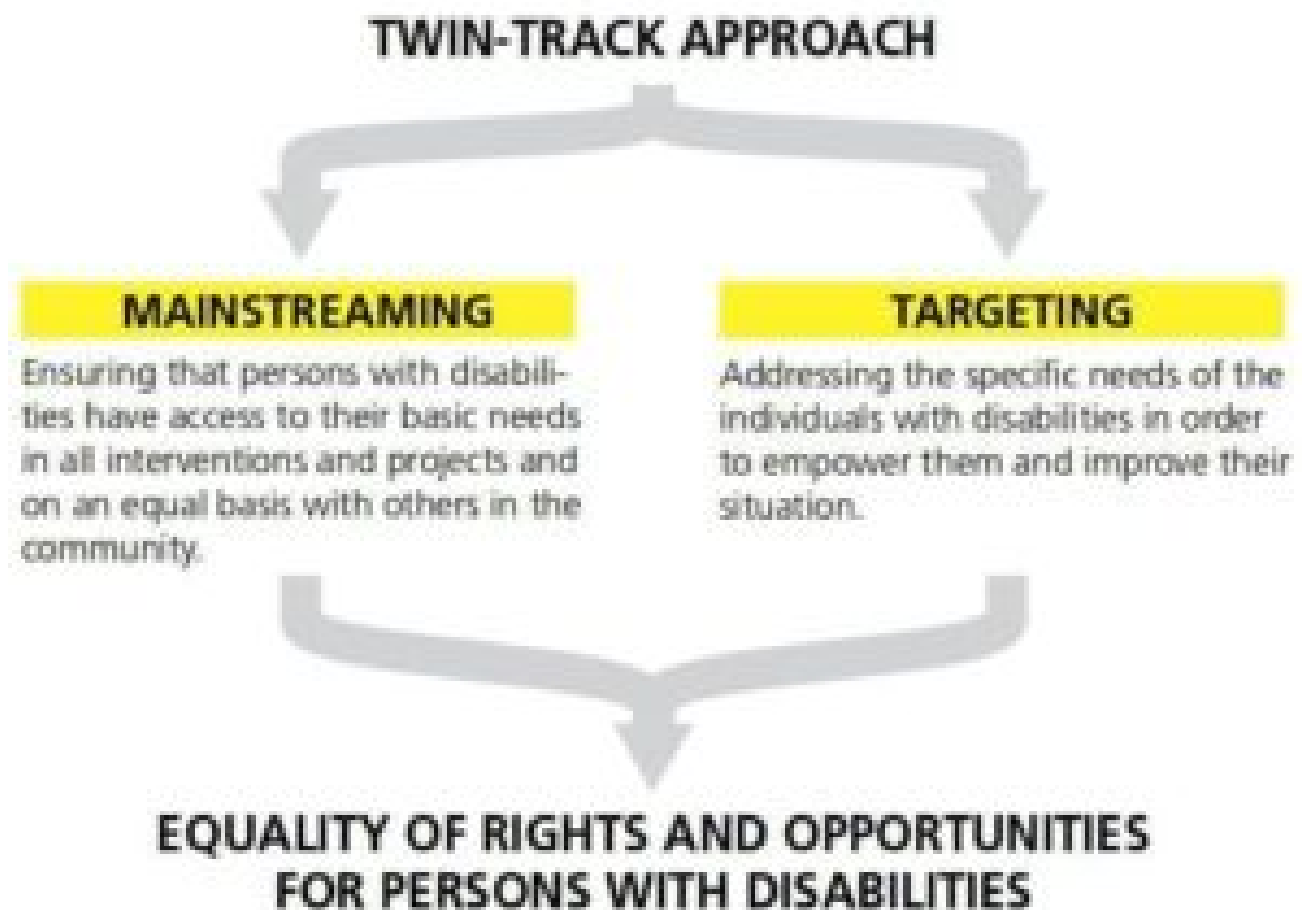 TWIN-TRACK APPROACH
MAINSTREAMING
Ensuring that persons with disabili-
ties have access to their basic needs
in all interventions and projects and
on an equal basis with others in the
community.
TARGETING
Addressing the specific needs of the
individuals with disabilities in order
to empower them and improve their
situation.
EQUALITY OF RIGHTS AND OPPORTUNITIES
FOR PERSONS WITH DISABILITIES